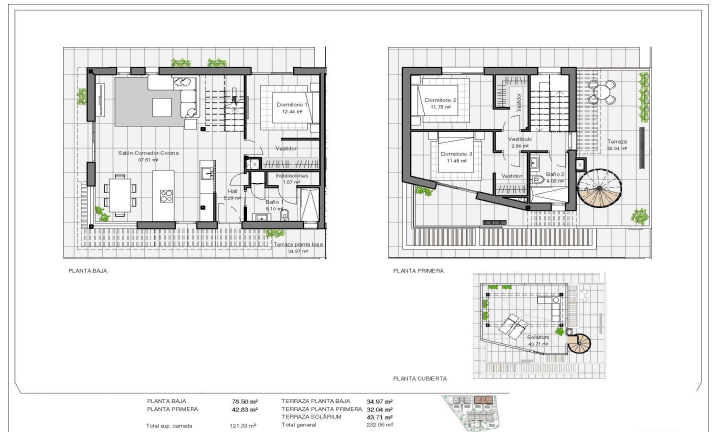 Dormitorio 1
12.44 m²
Salón-Comedor-Cocina
37.51 m²
Vestidor
Instalaciones
1.57 m²
Hall
5.29 m²
Baño 1
5.10 m²
Terraza planta baja
34.97 m²
PLANTA BAJA
Dormitorio 2
11.75 m²
Vestidor
Dormitorio 3
11.45 m²
Vestíbulo
2.98 m²
Terraza
32.04 m²
Vestidor
Baño 2
4.05 m²
PLANTA PRIMERA
Solarium
43.71 m²
PLANTA CUBIERTA
PLANTA BAJA 78.50 m² TERRAZA PLANTA BAJA 34.97 m²
PLANTA PRIMERA 42.83 m² TERRAZA PLANTA PRIMERA 32.04 m²
TERRAZA SOLÁRIUM 43.71 m²
Total sup. cerrada 121.33 m² Total general 232.06 m²